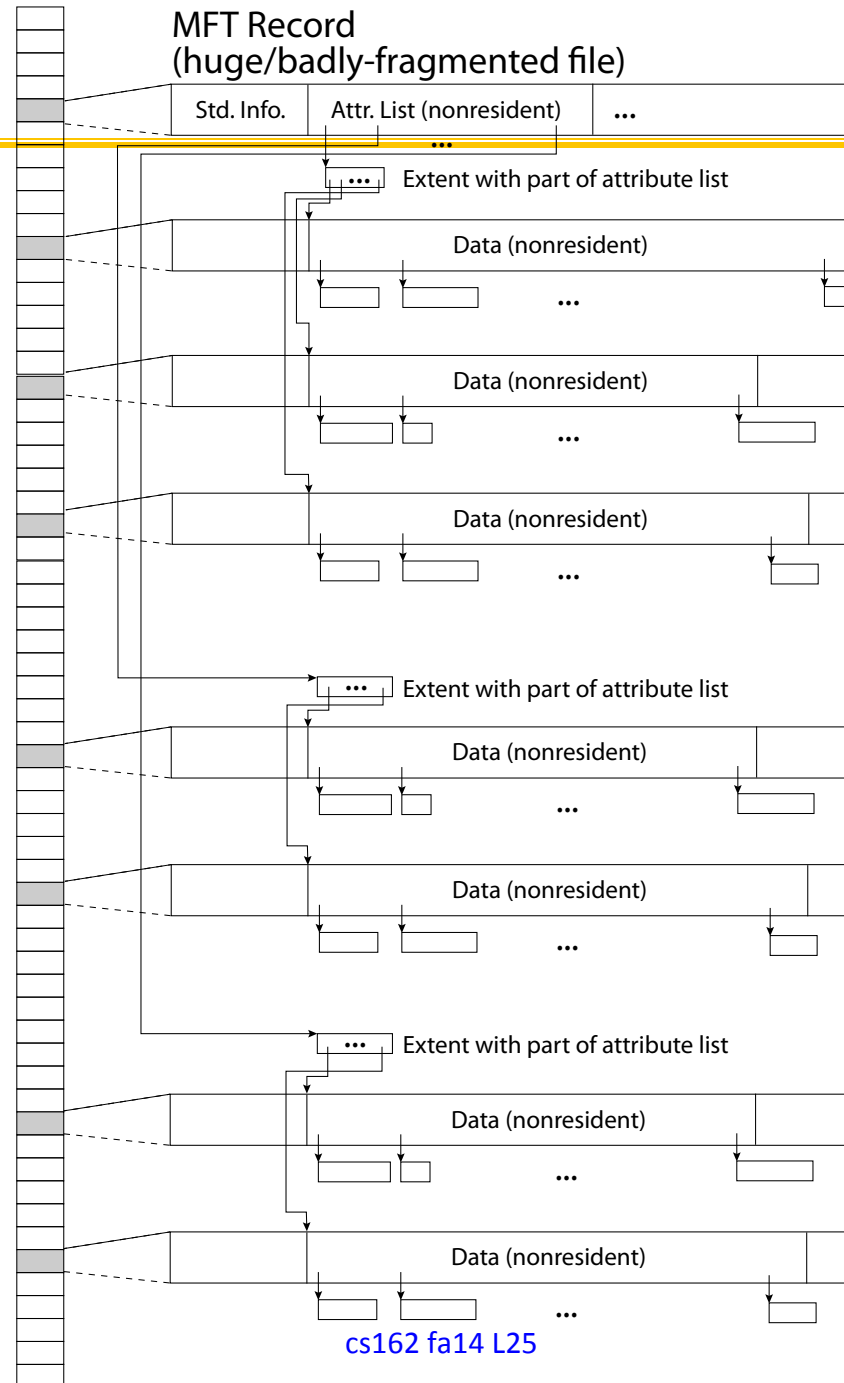 MFT Record
(huge/badly-fragmented file)
Std. Info. Attr. List (nonresident) ...
...
... Extent with part of attribute list
Data (nonresident)
...
Data (nonresident)
...
Data (nonresident)
...
... Extent with part of attribute list
Data (nonresident)
...
Data (nonresident)
...
... Extent with part of attribute list
Data (nonresident)
...
Data (nonresident)
...
cs162 fa14 L25